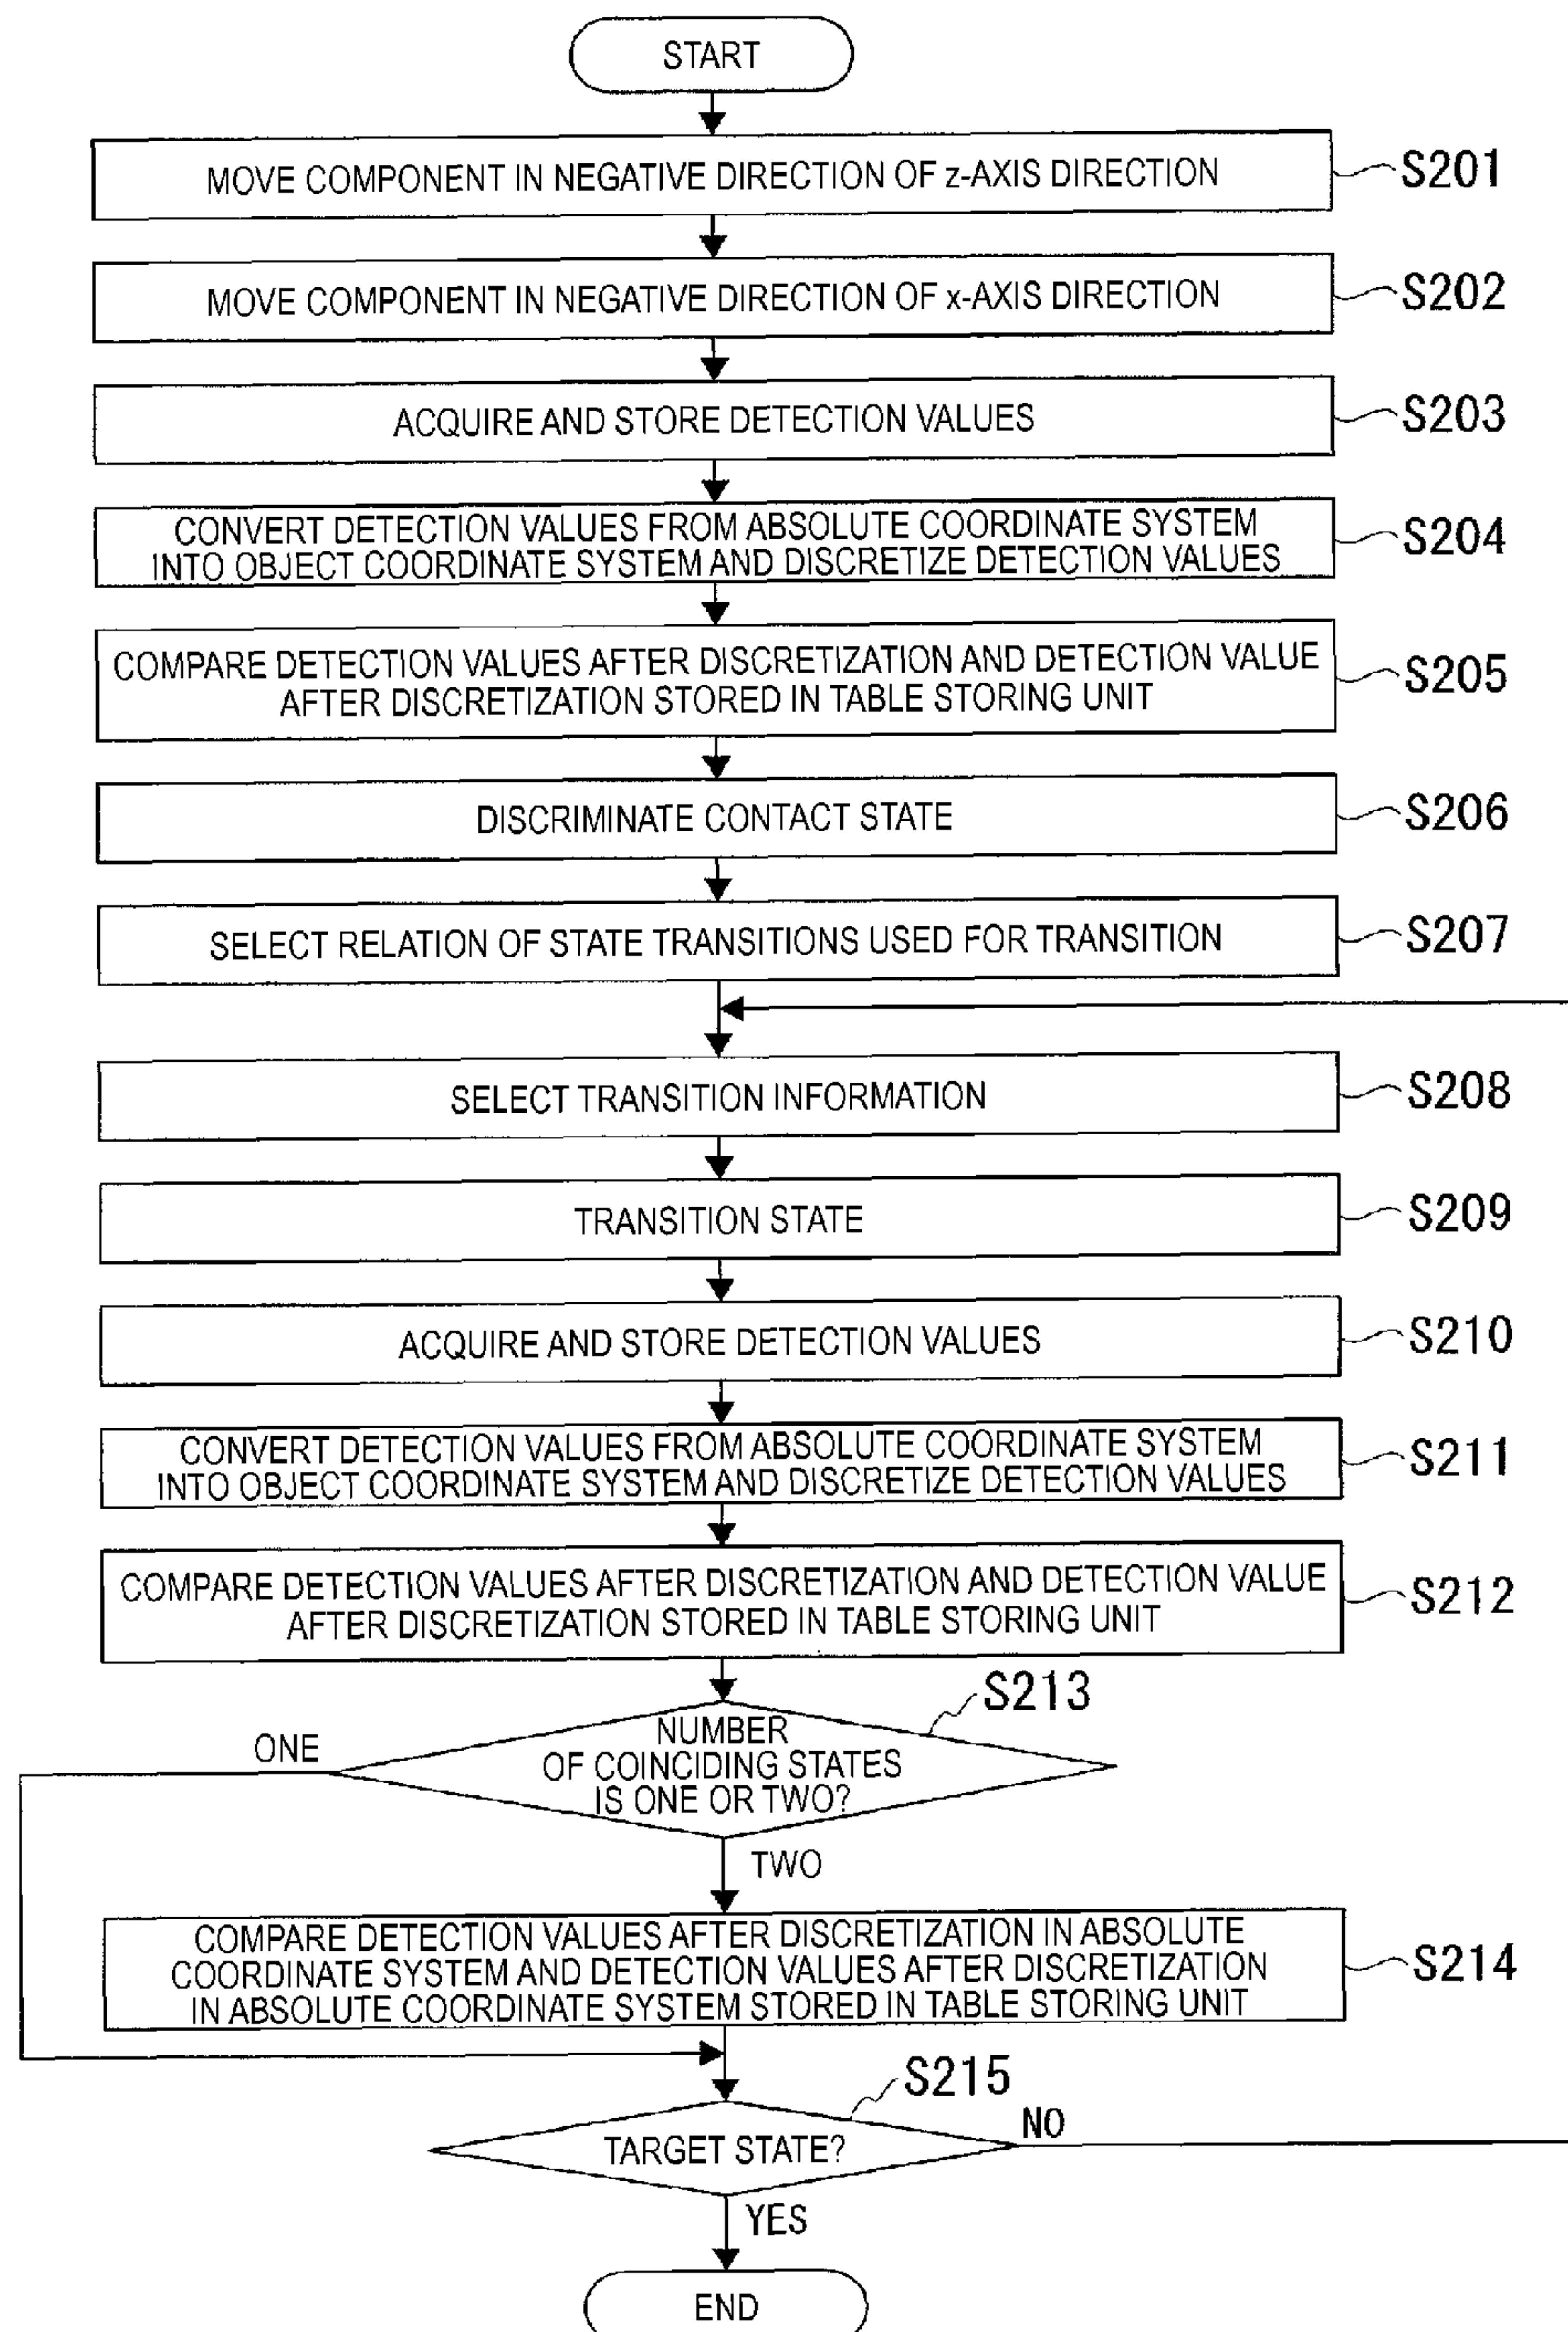 START
MOVE COMPONENT IN NEGATIVE DIRECTION OF z-AXIS DIRECTION
S201
MOVE COMPONENT IN NEGATIVE DIRECTION OF x-AXIS DIRECTION
S202
ACQUIRE AND STORE DETECTION VALUES
S203
CONVERT DETECTION VALUES FROM ABSOLUTE COORDINATE SYSTEM
INTO OBJECT COORDINATE SYSTEM AND DISCRETIZE DETECTION VALUES
S204
COMPARE DETECTION VALUES AFTER DISCRETIZATION AND DETECTION VALUE
AFTER DISCRETIZATION STORED IN TABLE STORING UNIT
S205
DISCRIMINATE CONTACT STATE
S206
SELECT RELATION OF STATE TRANSITIONS USED FOR TRANSITION
S207
SELECT TRANSITION INFORMATION
S208
TRANSITION STATE
S209
ACQUIRE AND STORE DETECTION VALUES
S210
CONVERT DETECTION VALUES FROM ABSOLUTE COORDINATE SYSTEM
INTO OBJECT COORDINATE SYSTEM AND DISCRETIZE DETECTION VALUES
S211
COMPARE DETECTION VALUES AFTER DISCRETIZATION AND DETECTION VALUE
AFTER DISCRETIZATION STORED IN TABLE STORING UNIT
S212
S213
NUMBER
OF COINCIDING STATES
IS ONE OR TWO?
ONE
TWO
COMPARE DETECTION VALUES AFTER DISCRETIZATION IN ABSOLUTE
COORDINATE SYSTEM AND DETECTION VALUES AFTER DISCRETIZATION
IN ABSOLUTE COORDINATE SYSTEM STORED IN TABLE STORING UNIT
S214
S215
TARGET STATE?
NO
YES
END